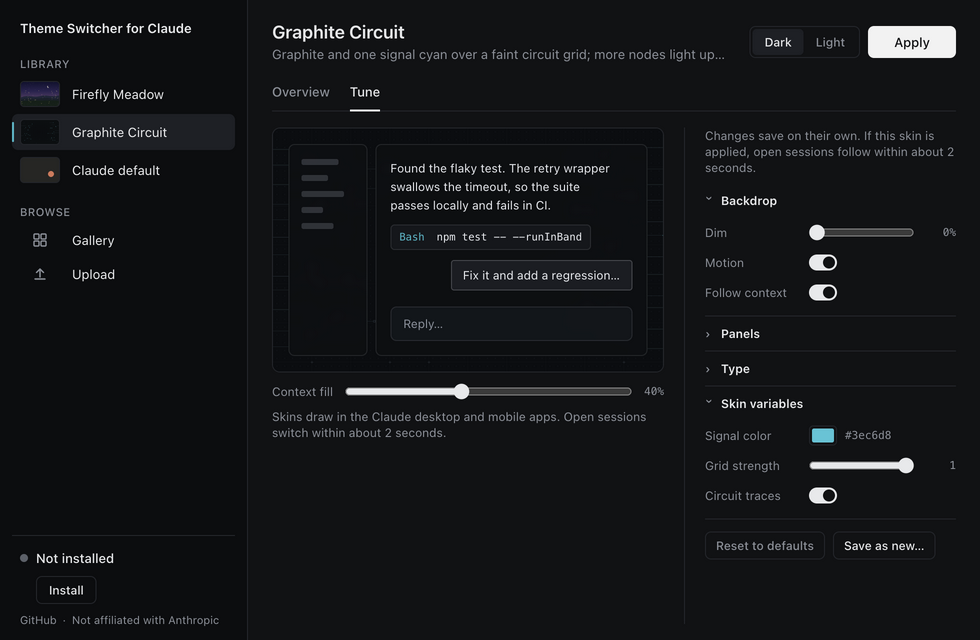 Theme Switcher for Claude
LIBRARY
Firefly Meadow
Graphite Circuit
Claude default
BROWSE
Gallery
Upload
Not installed
Install
GitHub · Not affiliated with Anthropic
Graphite Circuit
Graphite and one signal cyan over a faint circuit grid; more nodes light up...
Dark
Light
Apply
Overview
Tune
Found the flaky test. The retry wrapper
swallows the timeout, so the suite
passes locally and fails in CI.
Bash npm test -- --runInBand
Fix it and add a regression...
Reply...
Context fill
40%
Skins draw in the Claude desktop and mobile apps. Open sessions
switch within about 2 seconds.
Changes save on their own. If this skin is
applied, open sessions follow within about 2
seconds.
Backdrop
Dim
0%
Motion
Follow context
Panels
Type
Skin variables
Signal color
#3ec6d8
Grid strength
1
Circuit traces
Reset to defaults
Save as new...